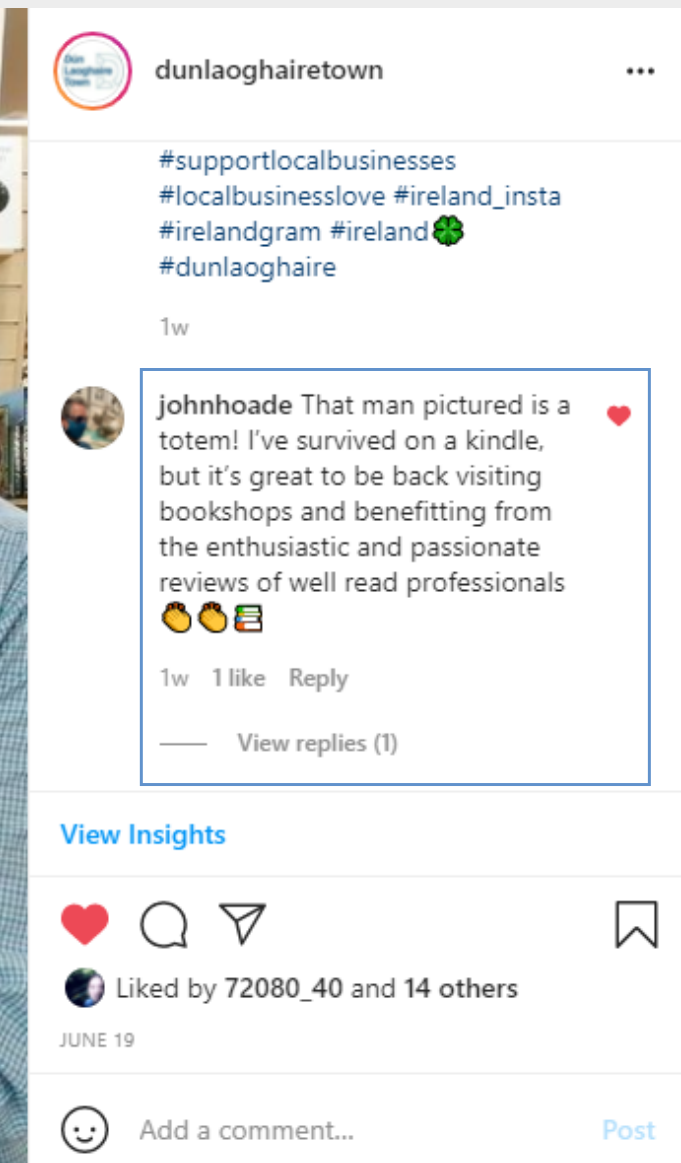 Dún
Laoghaire
Town
dunlaoghairetown
#supportlocalbusinesses
#localbusinesslove #ireland_insta
#irelandgram #ireland🍀
#dunlaoghaire
1w
johnhoade That man pictured is a
totem! I've survived on a kindle,
but it's great to be back visiting
bookshops and benefitting from
the enthusiastic and passionate
reviews of well read professionals
👏👏📚
1w 1 like Reply
View replies (1)
View Insights
Liked by 72080_40 and 14 others
JUNE 19
Add a comment... Post